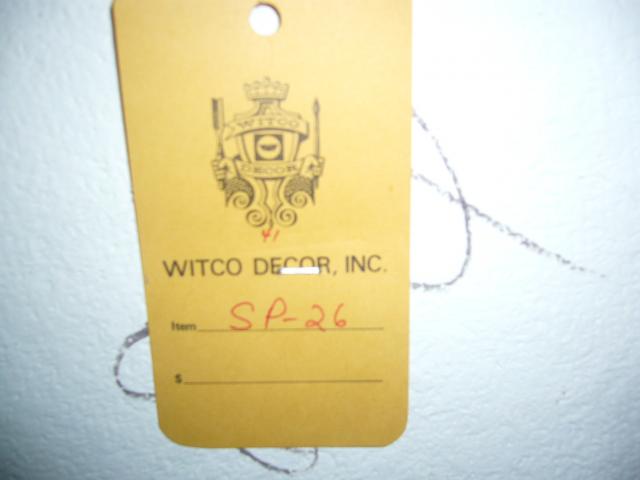 WITCO
DECOR
41
WITCO DECOR, INC.
Item SP-26
$